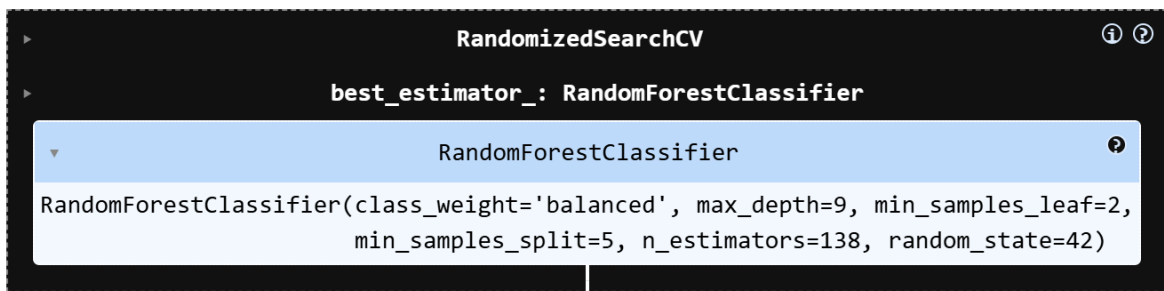 RandomizedSearchCV
best_estimator_: RandomForestClassifier
RandomForestClassifier
RandomForestClassifier(class_weight='balanced', max_depth=9, min_samples_leaf=2,
min_samples_split=5, n_estimators=138, random_state=42)